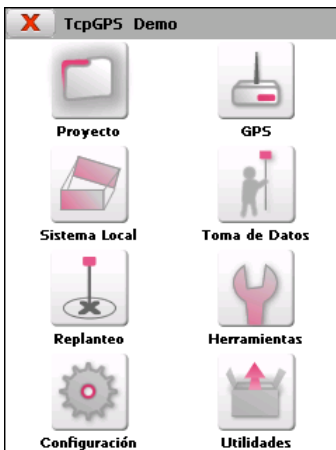 TcpGPS Demo
Proyecto
GPS
Sistema Local
Toma de Datos
Replanteo
Herramientas
Configuración
Utilidades